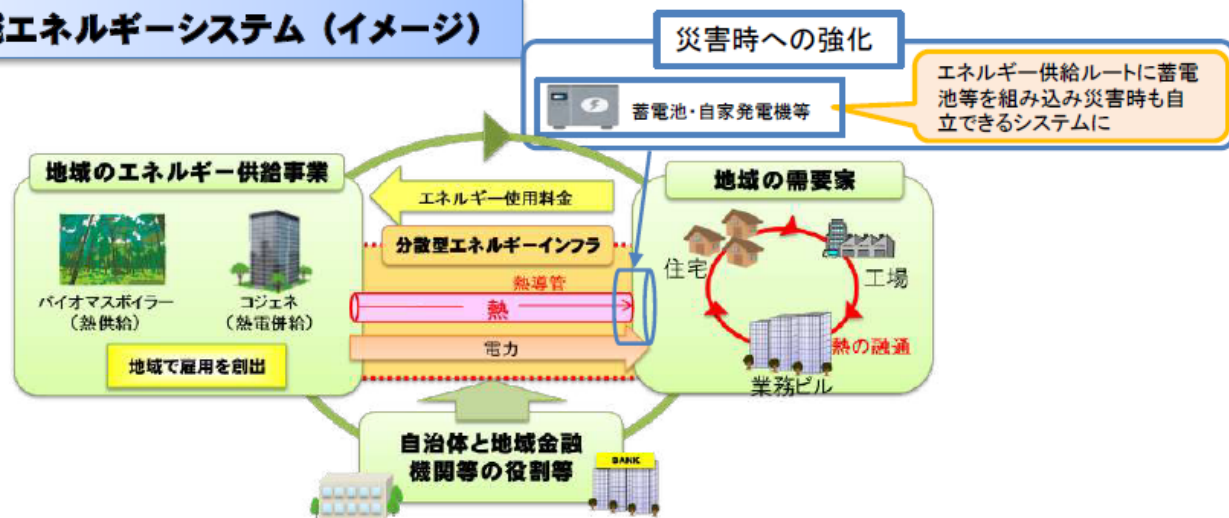 エネルギーシステム（イメージ）
災害時への強化
蓄電池・自家発電機等
エネルギー供給ルートに蓄電
池等を組み込み災害時も自
立できるシステムに
地域のエネルギー供給事業
バイオマスボイラー
（熱供給）
コジェネ
（熱電併給）
地域で雇用を創出
エネルギー使用料金
分散型エネルギーインフラ
熱導管
熱
電力
地域の需要家
住宅
工場
熱の融通
業務ビル
自治体と地域金融
機関等の役割等
BANK